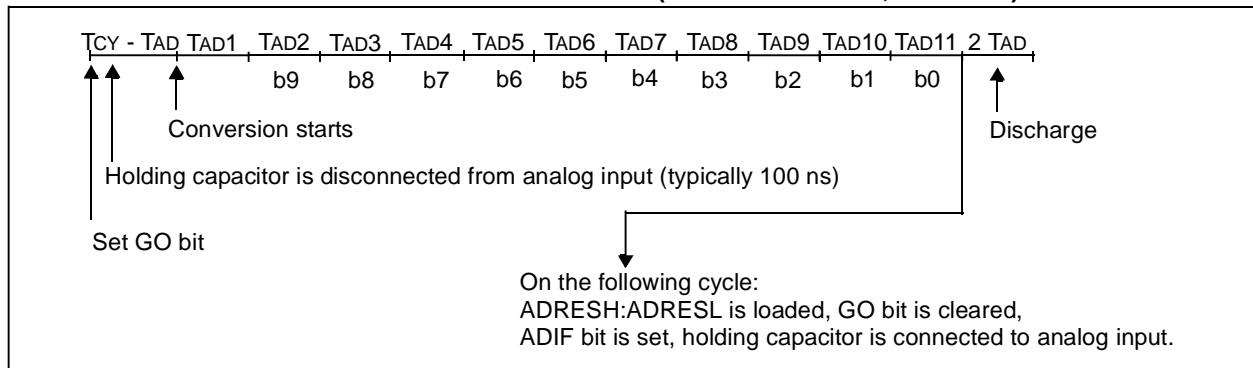 TCY - TAD TAD1 TAD2 TAD3 TAD4 TAD5 TAD6 TAD7 TAD8 TAD9 TAD10 TAD11 2 TAD
b9 b8 b7 b6 b5 b4 b3 b2 b1 b0
Conversion starts
Discharge
Holding capacitor is disconnected from analog input (typically 100 ns)
Set GO bit
On the following cycle:
ADRESH:ADRESL is loaded, GO bit is cleared,
ADIF bit is set, holding capacitor is connected to analog input.